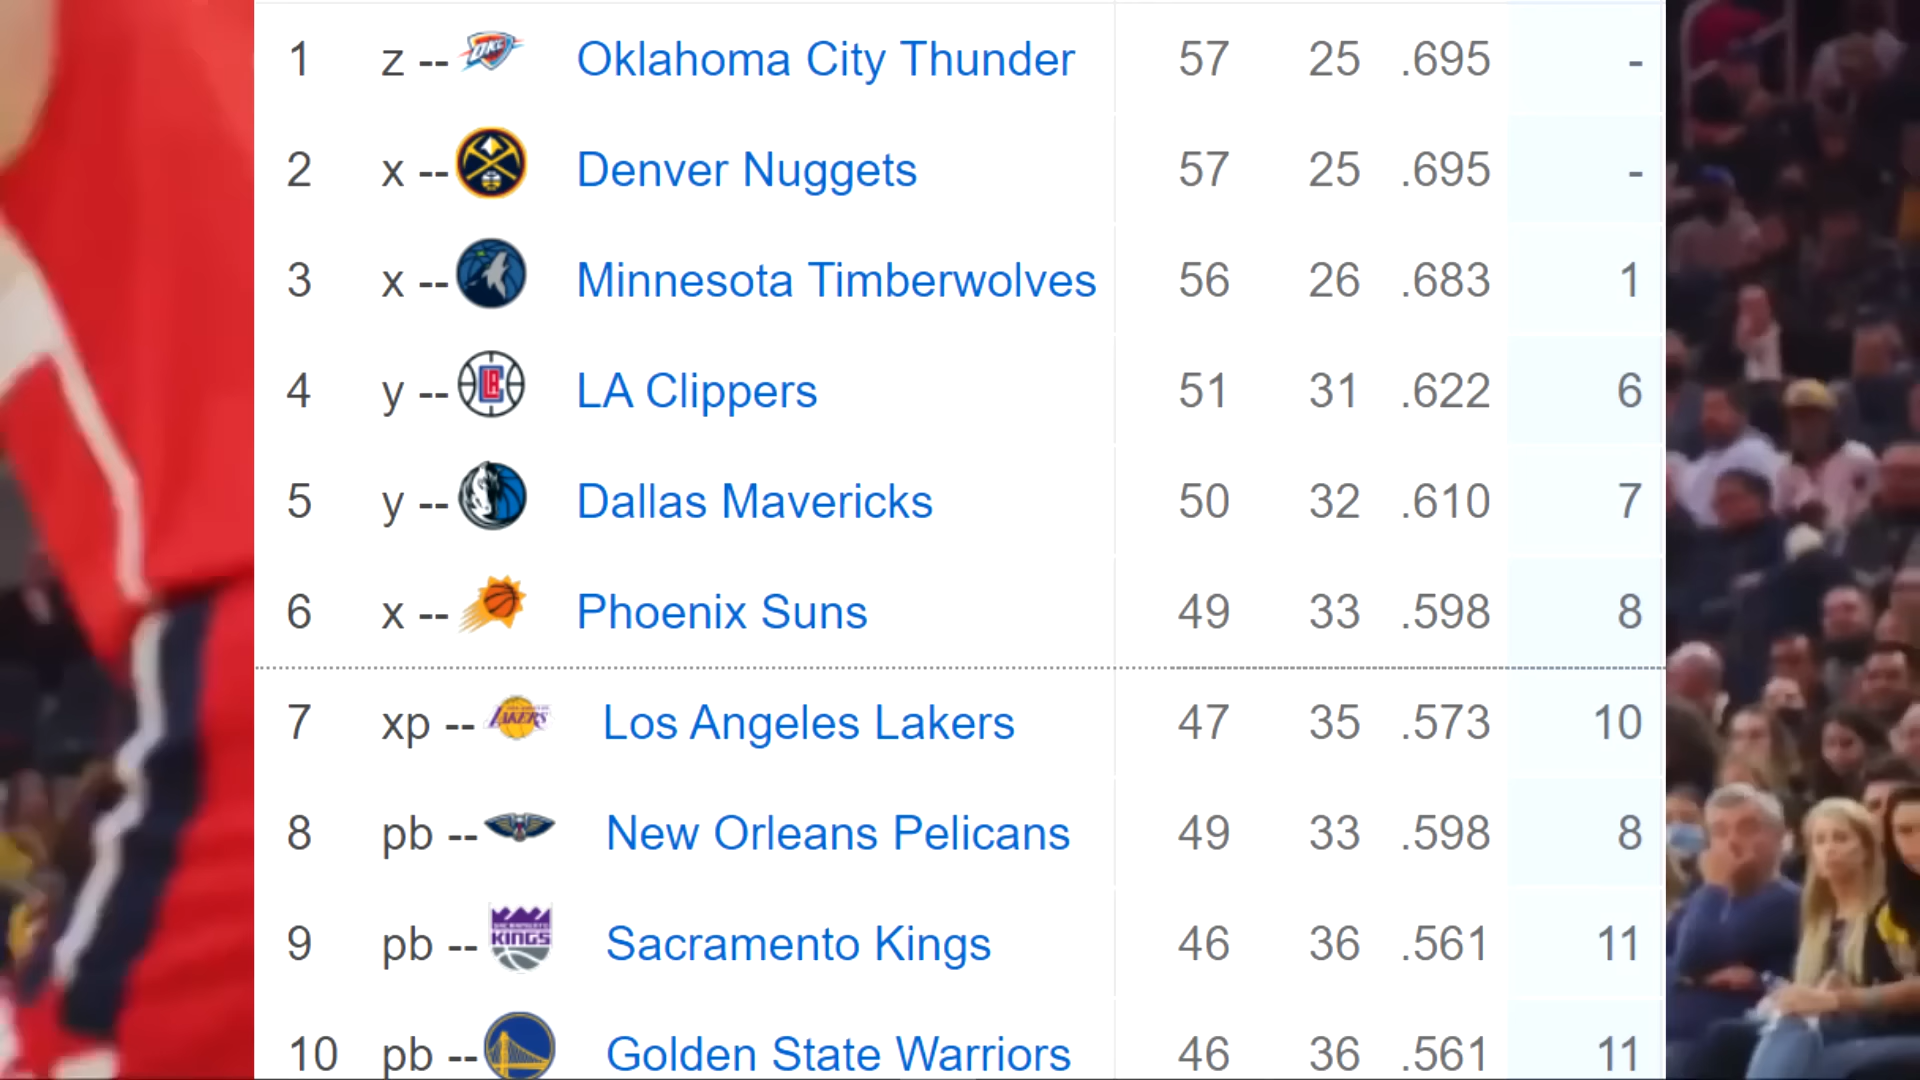 1 z -- OKC Oklahoma City Thunder 57 25 .695 -
2 x -- Denver Nuggets 57 25 .695 -
3 x -- Minnesota Timberwolves 56 26 .683 1
4 y -- LA Clippers 51 31 .622 6
5 y -- Dallas Mavericks 50 32 .610 7
6 x -- Phoenix Suns 49 33 .598 8
7 xp -- LAKERS Los Angeles Lakers 47 35 .573 10
8 pb -- New Orleans Pelicans 49 33 .598 8
9 pb -- KINGS Sacramento Kings 46 36 .561 11
10 pb -- Golden State Warriors 46 36 .561 11